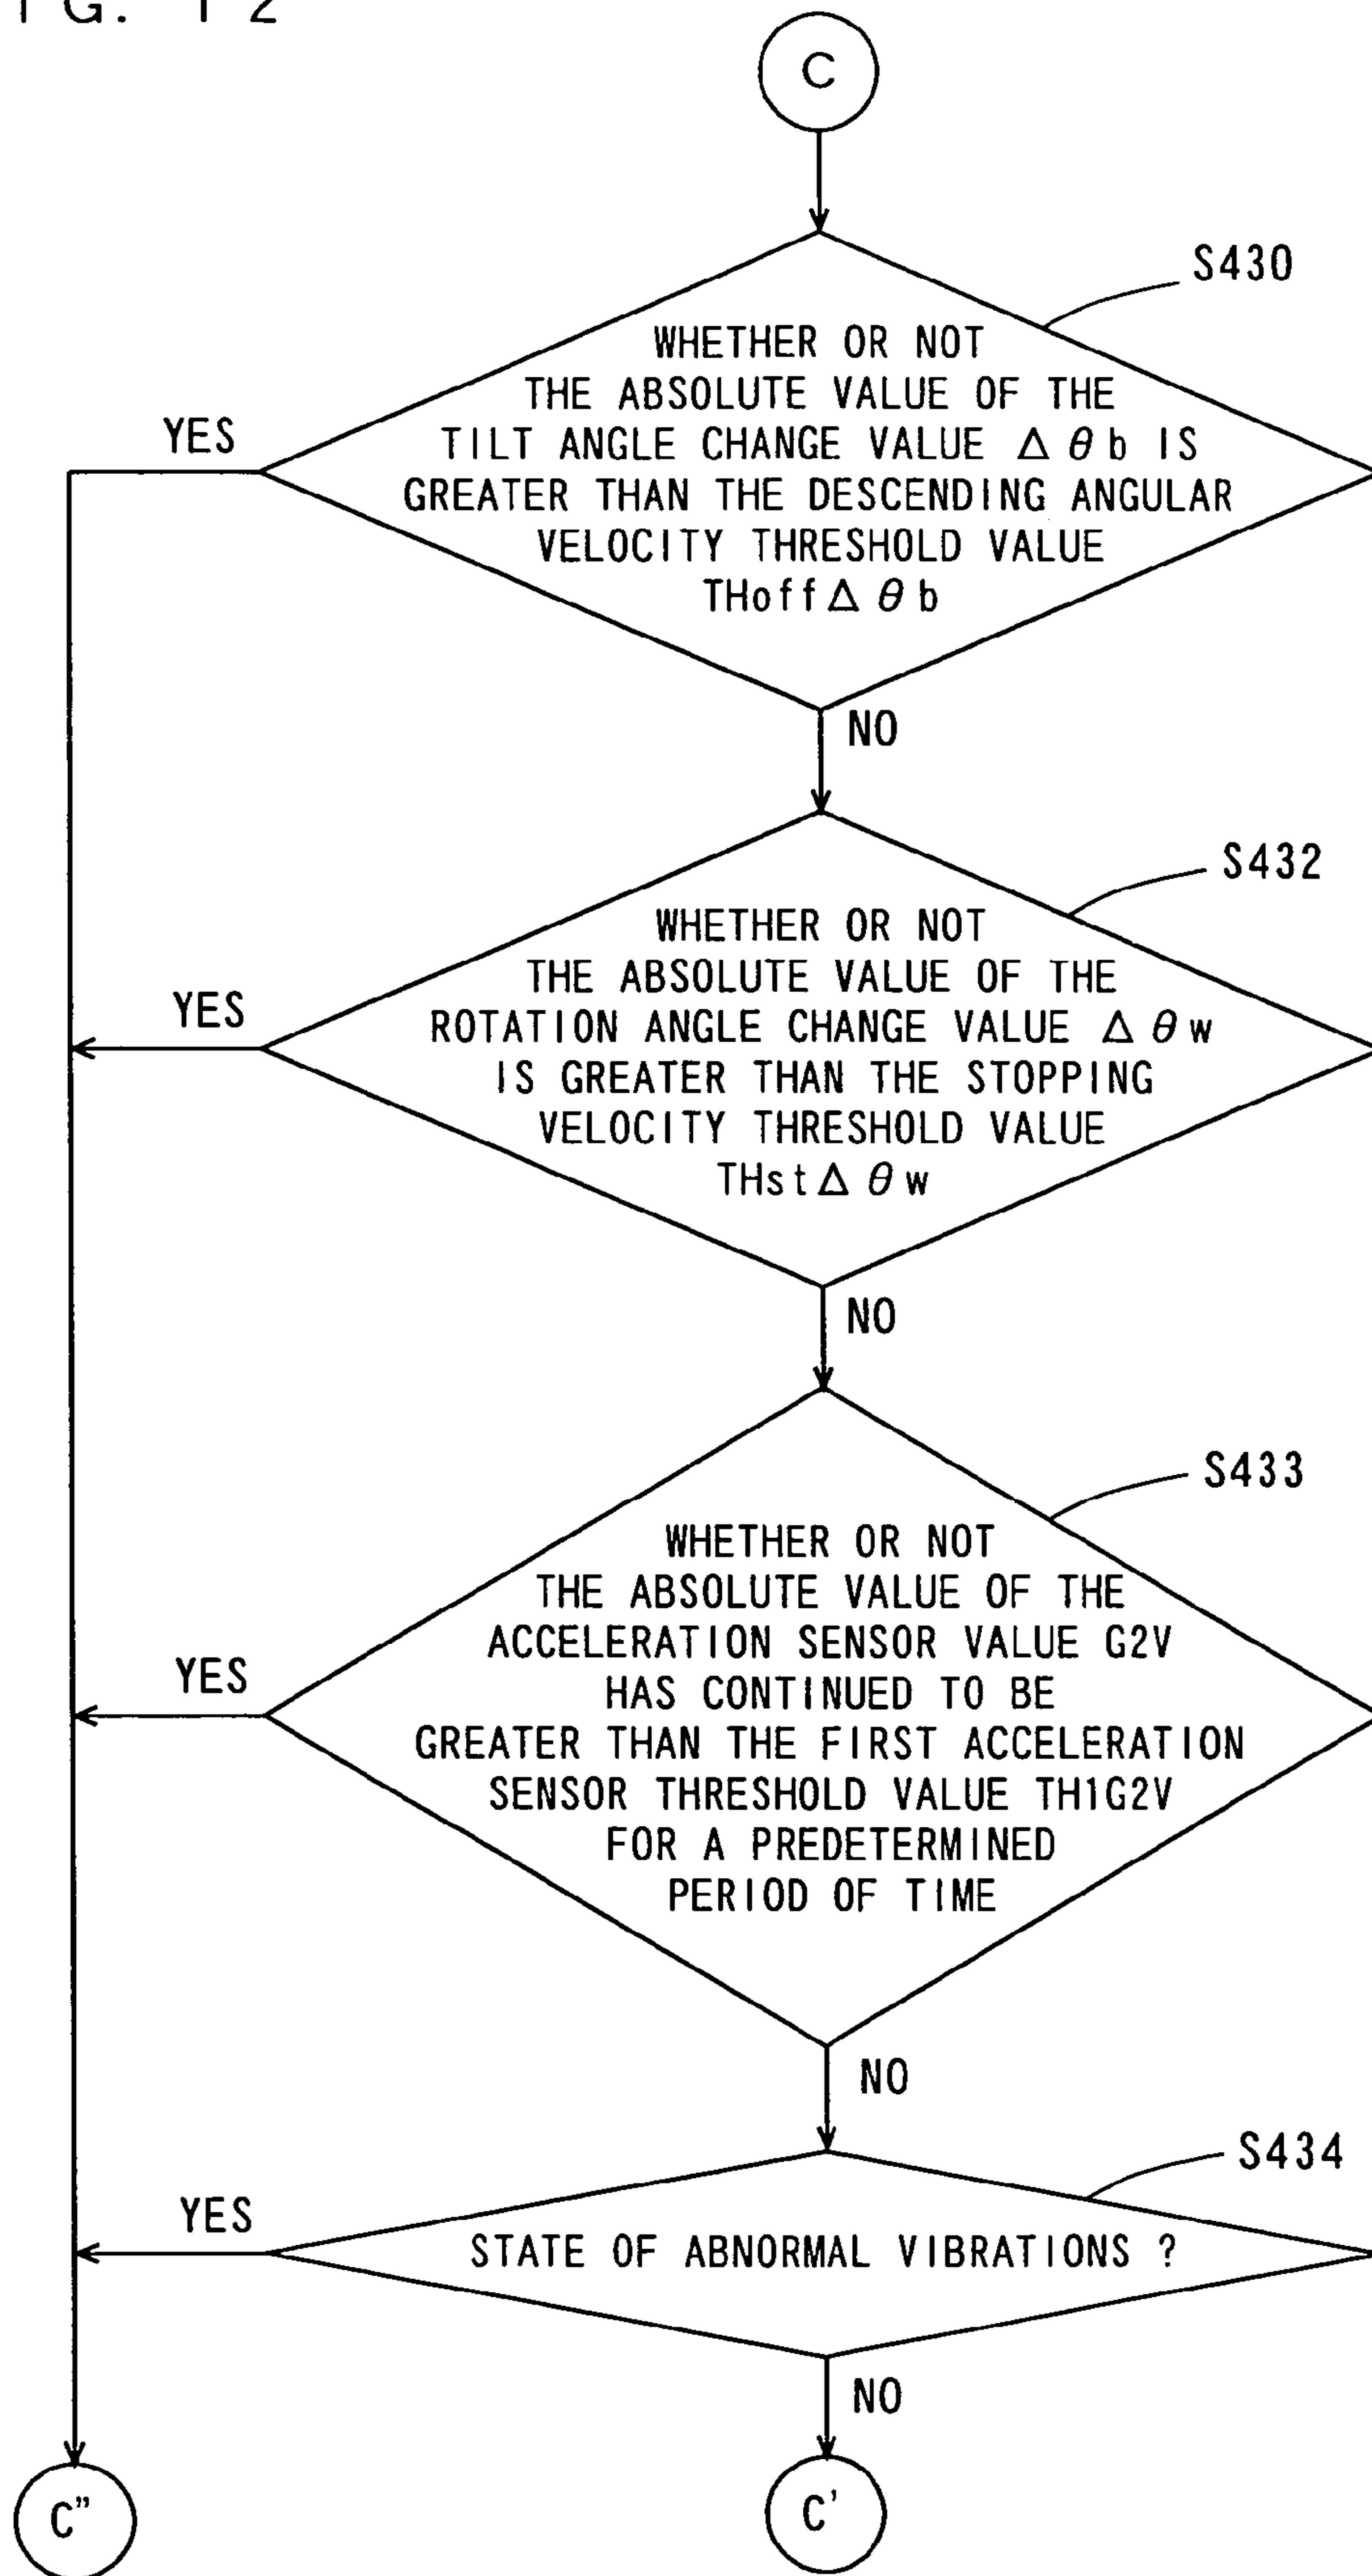 IG. 12
C
S430
WHETHER OR NOT
THE ABSOLUTE VALUE OF THE
TILT ANGLE CHANGE VALUE Δθb IS
GREATER THAN THE DESCENDING ANGULAR
VELOCITY THRESHOLD VALUE
THoffΔθb
YES
NO
S432
WHETHER OR NOT
THE ABSOLUTE VALUE OF THE
ROTATION ANGLE CHANGE VALUE Δθw
IS GREATER THAN THE STOPPING
VELOCITY THRESHOLD VALUE
THstΔθw
YES
NO
S433
WHETHER OR NOT
THE ABSOLUTE VALUE OF THE
ACCELERATION SENSOR VALUE G2V
HAS CONTINUED TO BE
GREATER THAN THE FIRST ACCELERATION
SENSOR THRESHOLD VALUE TH1G2V
FOR A PREDETERMINED
PERIOD OF TIME
YES
NO
S434
STATE OF ABNORMAL VIBRATIONS ?
YES
NO
C"
C'